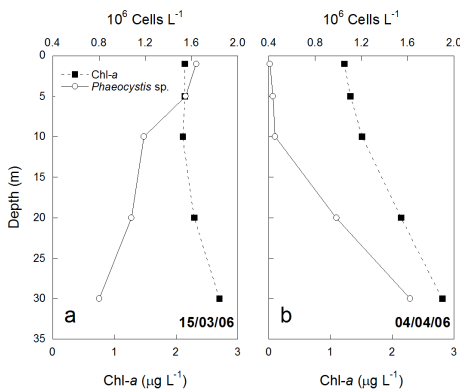 10⁶ Cells L⁻¹ 10⁶ Cells L⁻¹
0.4 0.8 1.2 1.6 2.0 0.4 0.8 1.2 1.6 2.0
Chl-a
Phaeocystis sp.
0
5
10
15
20
25
30
35
Depth (m)
a 15/03/06 b 04/04/06
0 1 2 3 0 1 2 3
Chl-a (µg L⁻¹) Chl-a (µg L⁻¹)